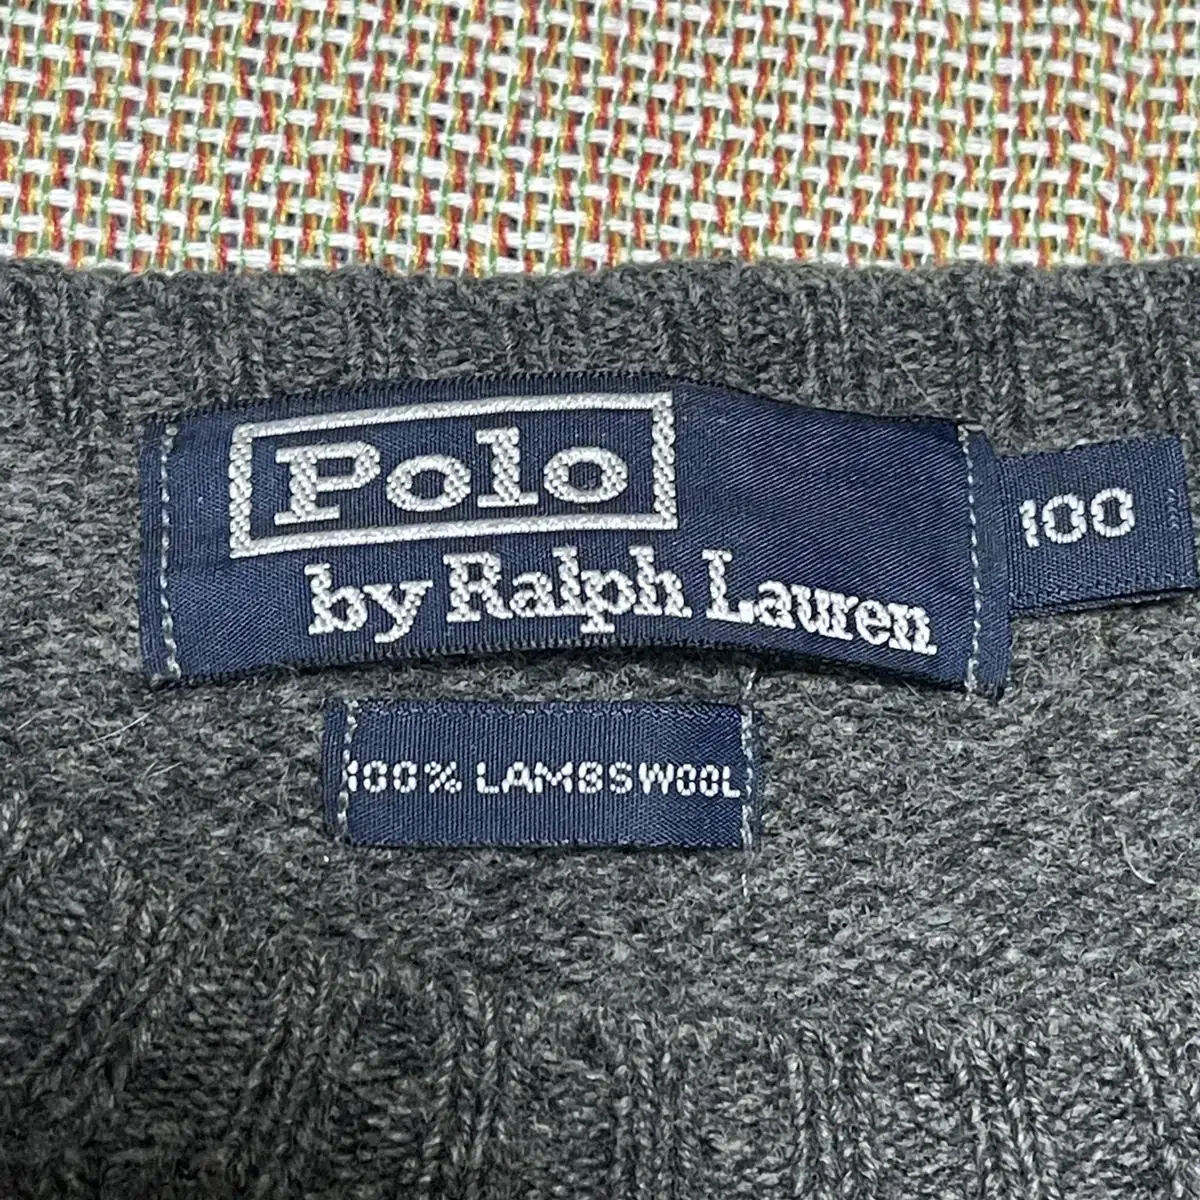 Polo
by Ralph Lauren
100
100% LAMBSWOOL